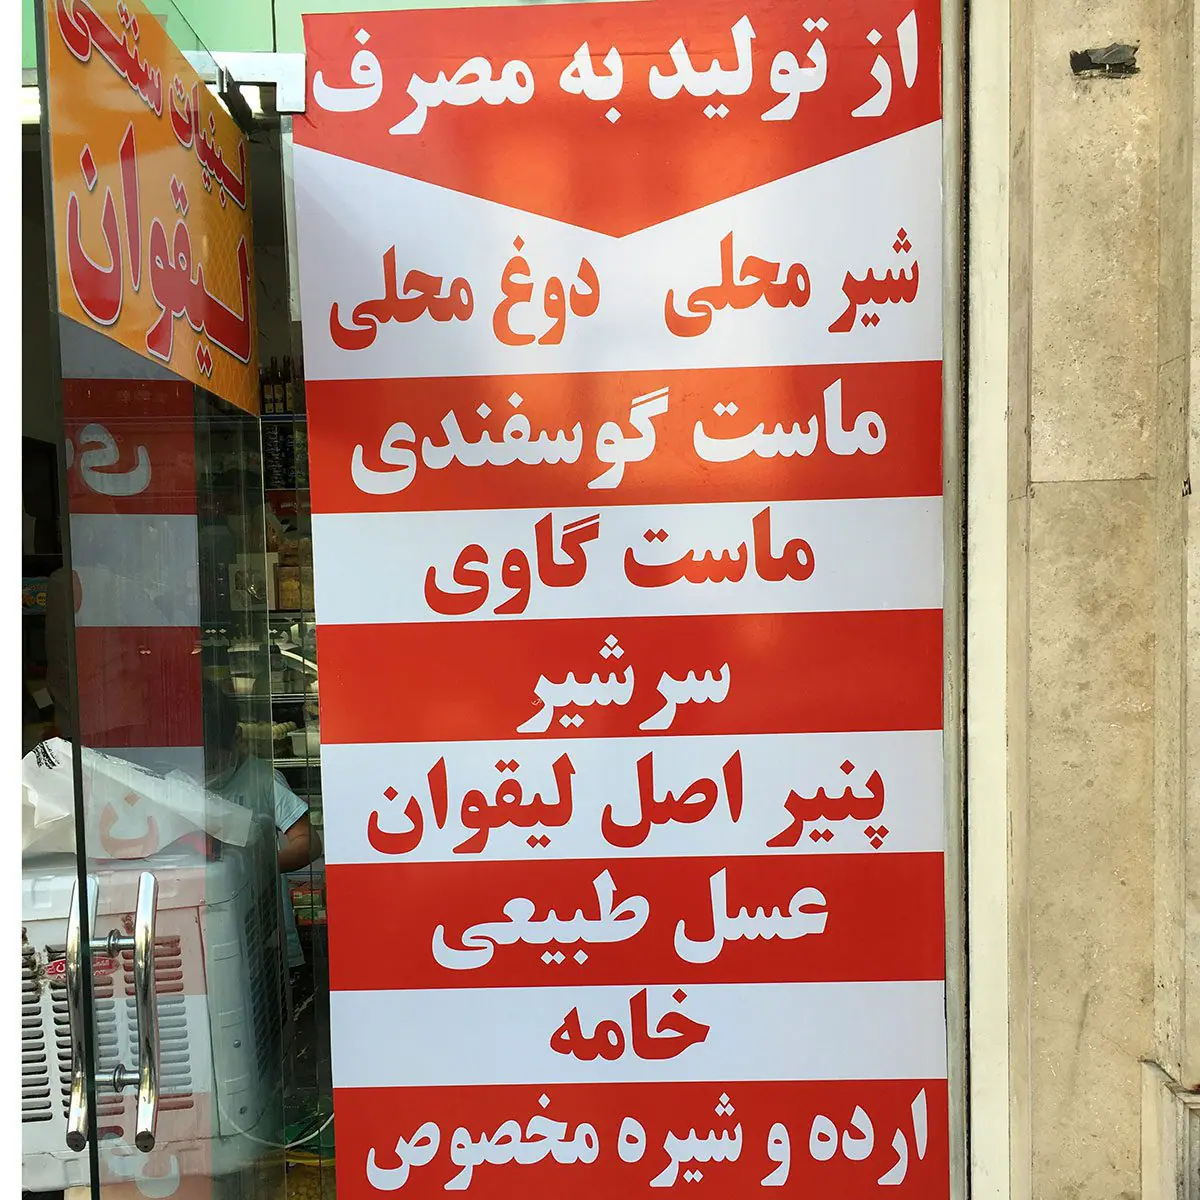 از تولید به مصرف
شیر محلی دوغ محلی
ماست گوسفندی
ماست گاوی
سرشیر
پنیر اصل لیقوان
عسل طبیعی
خامه
ارده و شیره مخصوص
لبنیات سنتی
لیقوان